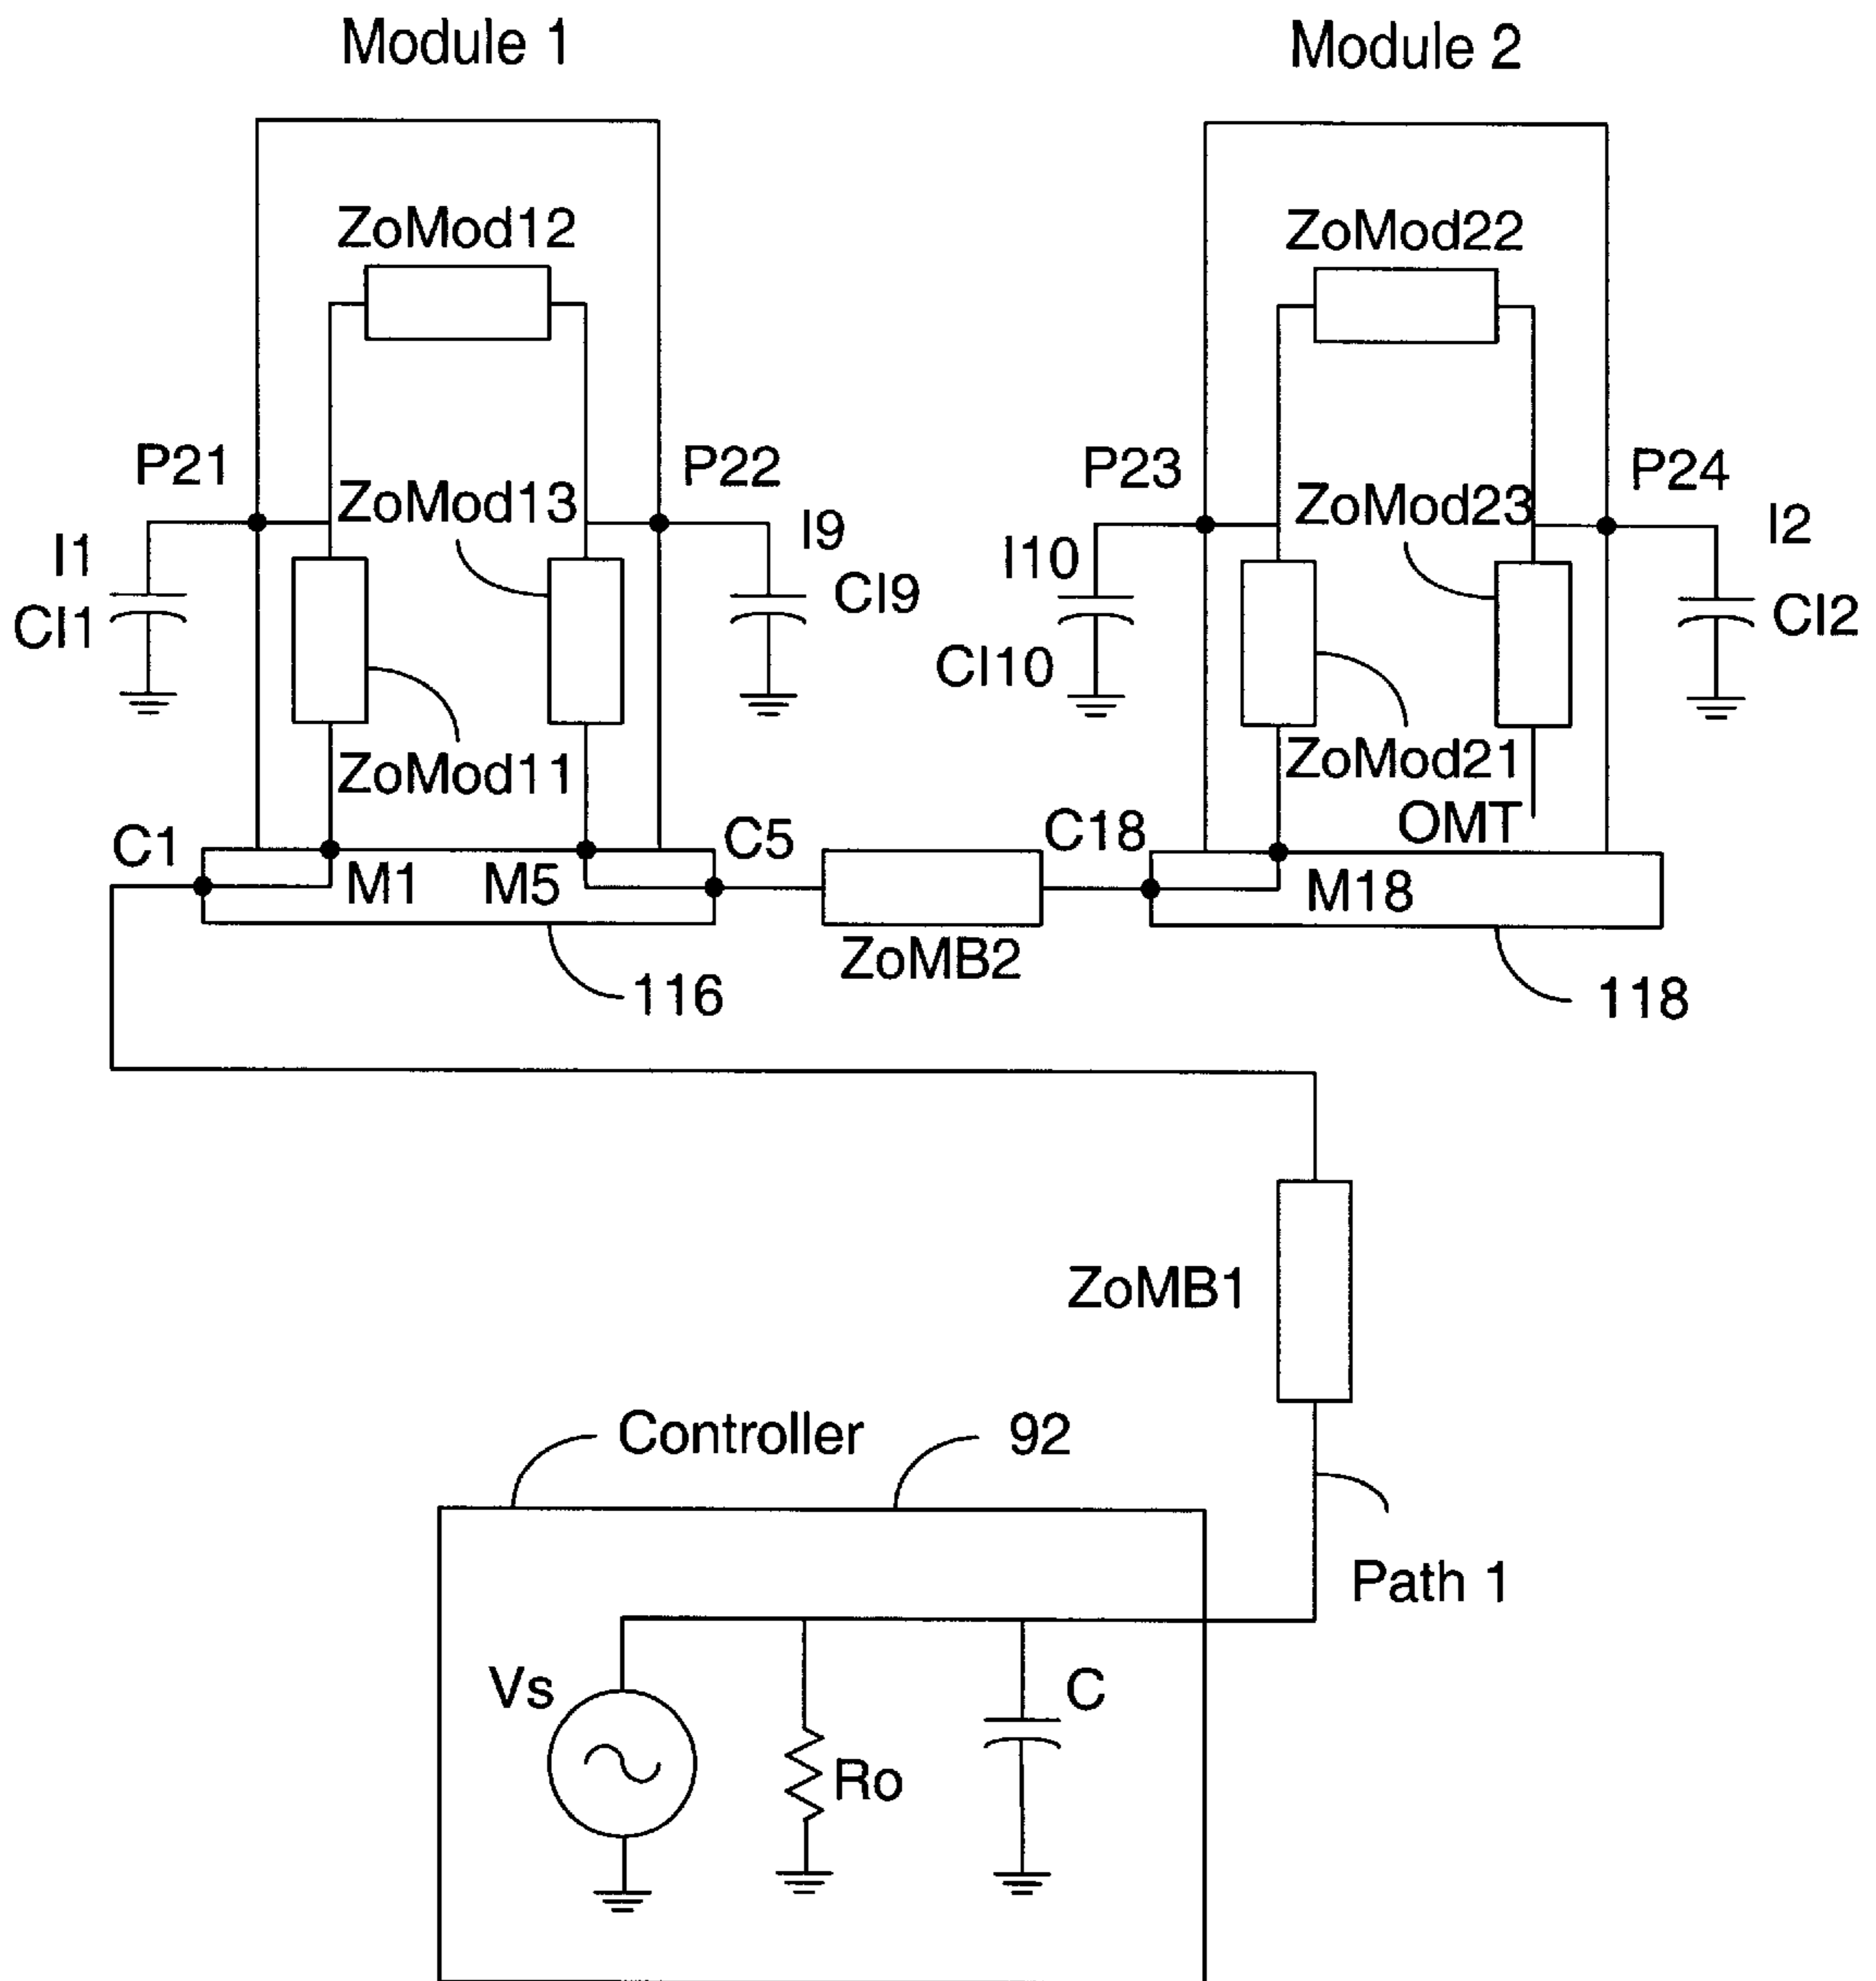 Module 1
Module 2
ZoMod12
ZoMod22
P21
ZoMod13
P22
P23
ZoMod23
P24
I1
CI1
I9
CI9
I10
CI10
I2
CI2
ZoMod11
ZoMod21
OMT
C1
M1
M5
C5
C18
M18
ZoMB2
116
118
ZoMB1
Controller
92
Path 1
Vs
Ro
C